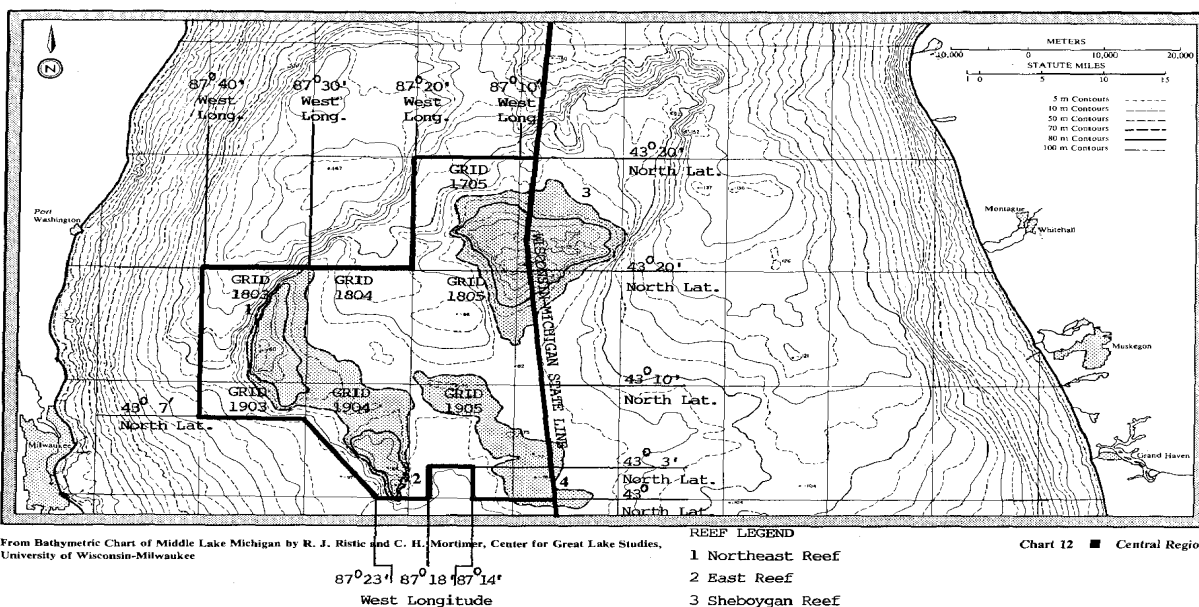 METERS
10,000 0 10,000 20,000
STATUTE MILES
1 0 5 10 15
5 m Contours
10 m Contours
50 m Contours
70 m Contours
80 m Contours
100 m Contours
N
87° 40' 87° 30' 87° 20' 87° 10'
West West West West
Long. Long. Long. Long.
43° 30'
North Lat.
GRID
1705
3
Port
Washington
Montague
Whitehall
WISCONSIN-MICHIGAN STATE LINE
43° 20'
North Lat.
GRID GRID GRID
1803 1804 1805
1
Muskegon
43° 10'
North Lat.
GRID GRID GRID
1903 1904 1905
43° 7'
North Lat.
Milwaukee
Grand Haven
43° 3'
North Lat.
2 4
43°
North Lat.
From Bathymetric Chart of Middle Lake Michigan by R. J. Ristic and C. H. Mortimer, Center for Great Lake Studies,
University of Wisconsin-Milwaukee
Chart 12 ■ Central Regio
REEF LEGEND
1 Northeast Reef
2 East Reef
3 Sheboygan Reef
87°23' 87°18' 87°14'
West Longitude